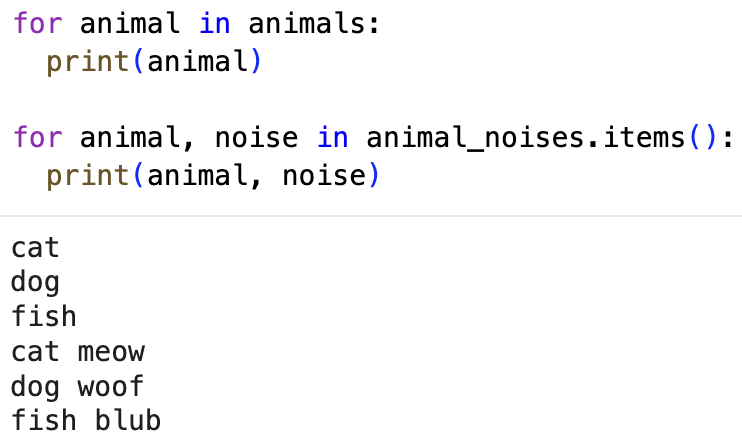 for animal in animals:
  print(animal)

for animal, noise in animal_noises.items():
  print(animal, noise)
cat
dog
fish
cat meow
dog woof
fish blub